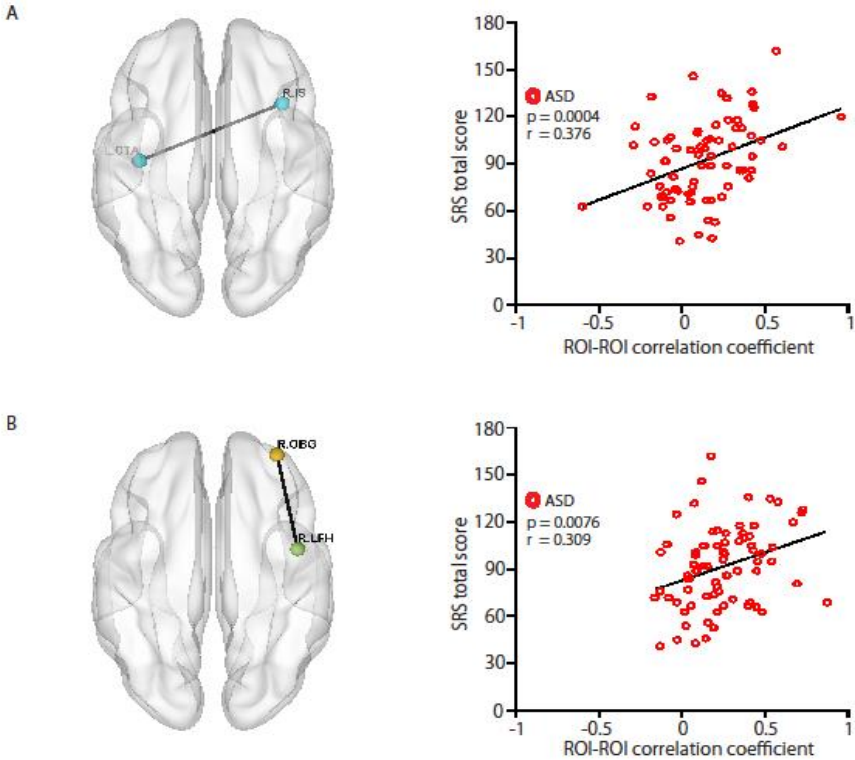 A
180
150
120
90
60
30
0
SRS total score
ASD
p = 0.0004
r = 0.376
-1 -0.5 0 0.5 1
ROI-ROI correlation coefficient
B
R.LFH
180
150
120
90
60
30
0
SRS total score
ASD
p = 0.0076
r = 0.309
-1 -0.5 0 0.5 1
ROI-ROI correlation coefficient